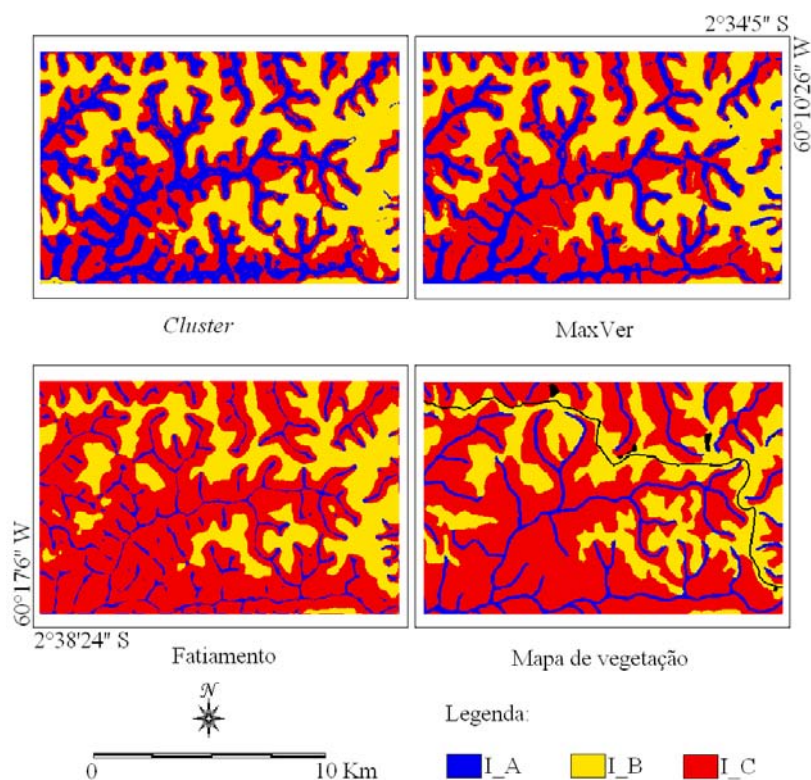 2°34'5" S
60°10'26" W
Cluster
MaxVer
60°17'6" W
2°38'24" S
Fatiamento
Mapa de vegetação
N
Legenda:
0
10 Km
I_A
I_B
I_C